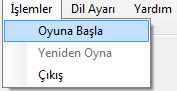 İşlemler Dil Ayarı Yardım
Oyuna Başla
Yeniden Oyna
Çıkış